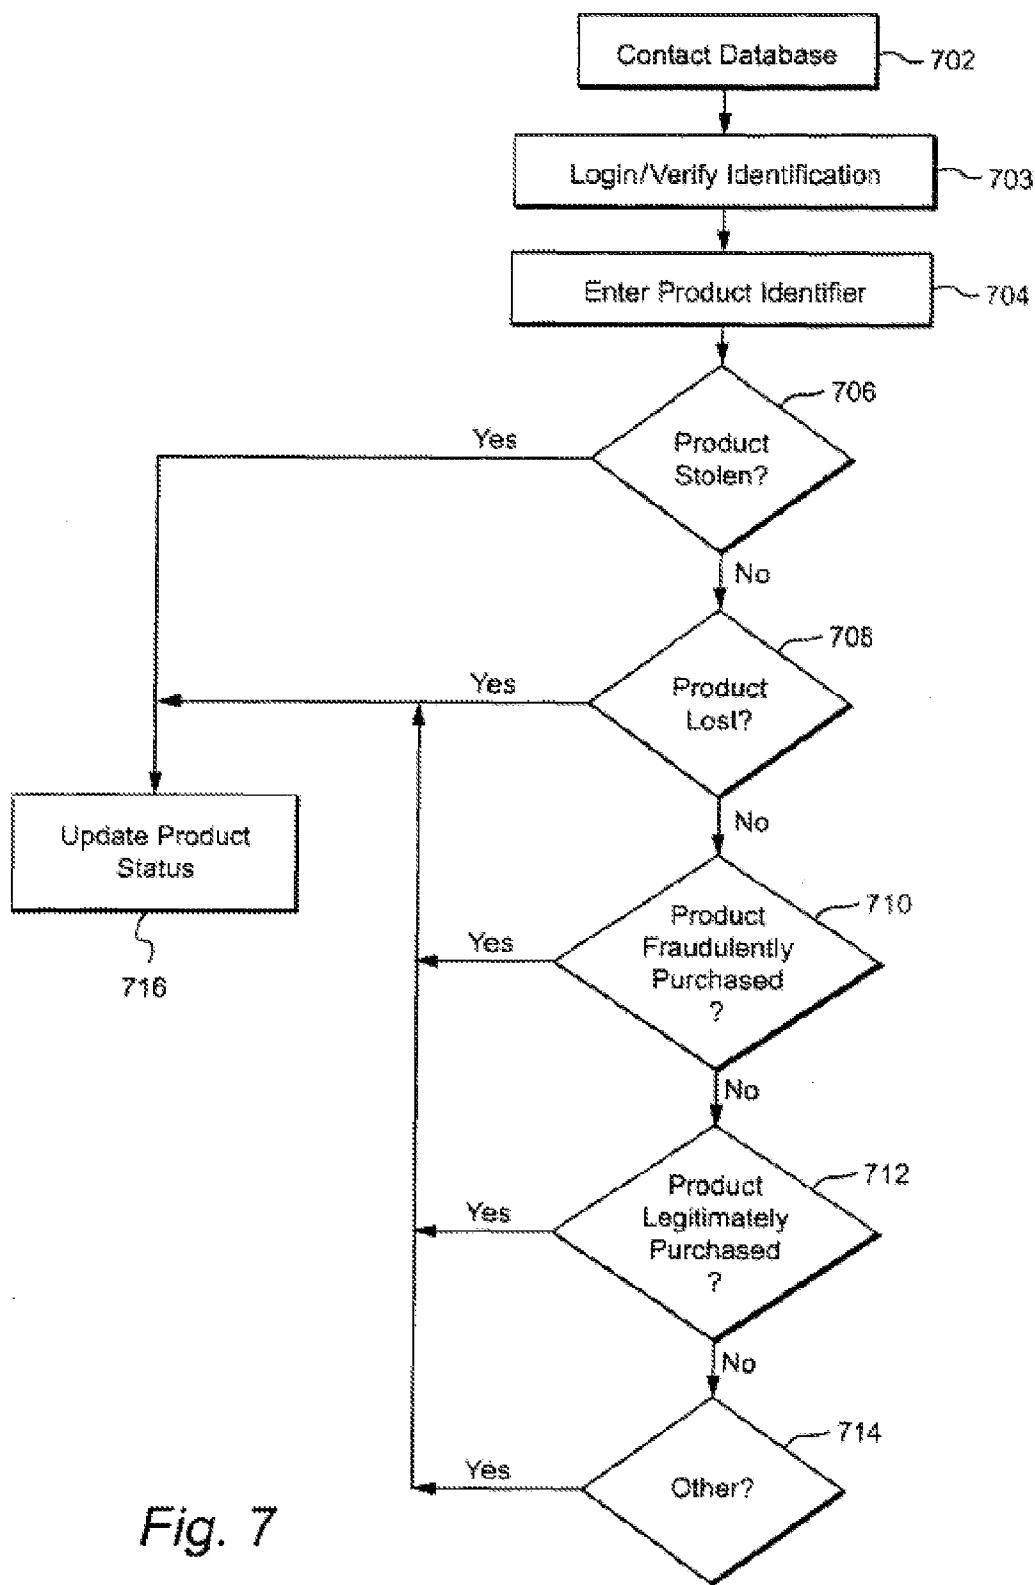 Contact Database
702
Login/Verify Identification
703
Enter Product Identifier
704
706
Yes
Product
Stolen?
No
708
Yes
Product
Lost?
No
Update Product
Status
716
710
Yes
Product
Fraudulently
Purchased
?
No
712
Yes
Product
Legitimately
Purchased
?
No
714
Yes
Other?
Fig. 7